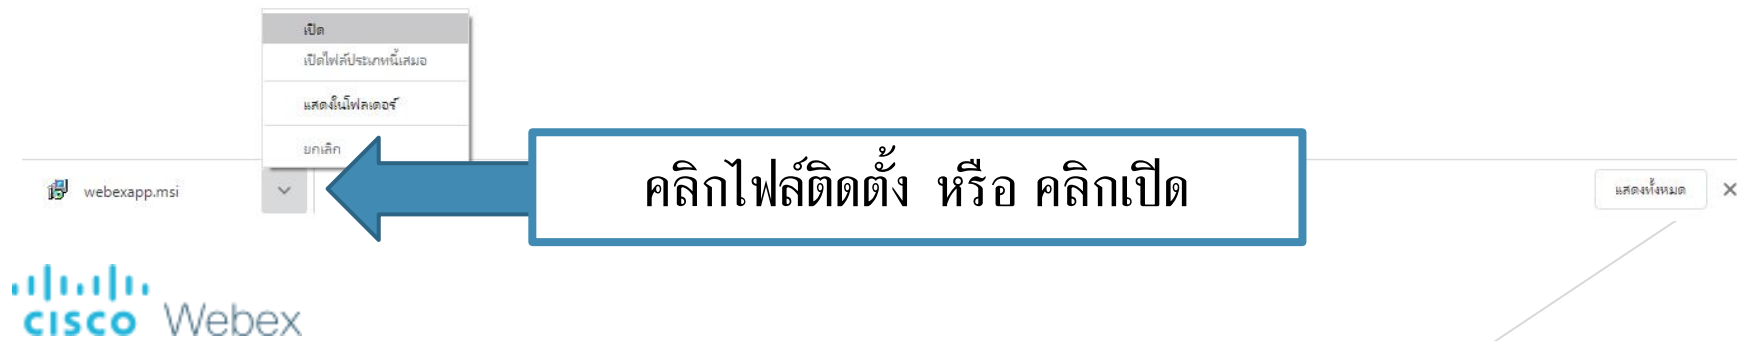 เปิด
เปิดไฟล์ประเภทนี้เสมอ
แสดงในโฟลเดอร์
ยกเลิก
คลิกไฟล์ติดตั้ง หรือ คลิกเปิด
webexapp.msi
แสดงทั้งหมด
CISCO Webex